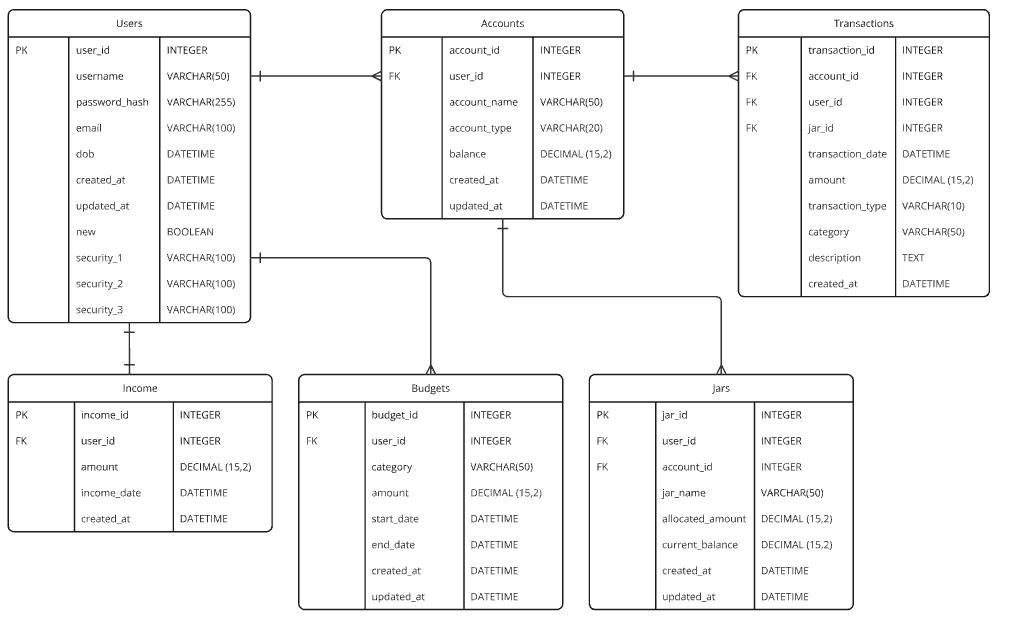 Users
PK user_id INTEGER
username VARCHAR(50)
password_hash VARCHAR(255)
email VARCHAR(100)
dob DATETIME
created_at DATETIME
updated_at DATETIME
new BOOLEAN
security_1 VARCHAR(100)
security_2 VARCHAR(100)
security_3 VARCHAR(100)
Accounts
PK account_id INTEGER
FK user_id INTEGER
account_name VARCHAR(50)
account_type VARCHAR(20)
balance DECIMAL (15,2)
created_at DATETIME
updated_at DATETIME
Transactions
PK transaction_id INTEGER
FK account_id INTEGER
FK user_id INTEGER
FK jar_id INTEGER
transaction_date DATETIME
amount DECIMAL (15,2)
transaction_type VARCHAR(10)
category VARCHAR(50)
description TEXT
created_at DATETIME
Income
PK income_id INTEGER
FK user_id INTEGER
amount DECIMAL (15,2)
income_date DATETIME
created_at DATETIME
Budgets
PK budget_id INTEGER
FK user_id INTEGER
category VARCHAR(50)
amount DECIMAL (15,2)
start_date DATETIME
end_date DATETIME
created_at DATETIME
updated_at DATETIME
Jars
PK jar_id INTEGER
FK user_id INTEGER
FK account_id INTEGER
jar_name VARCHAR(50)
allocated_amount DECIMAL (15,2)
current_balance DECIMAL (15,2)
created_at DATETIME
updated_at DATETIME